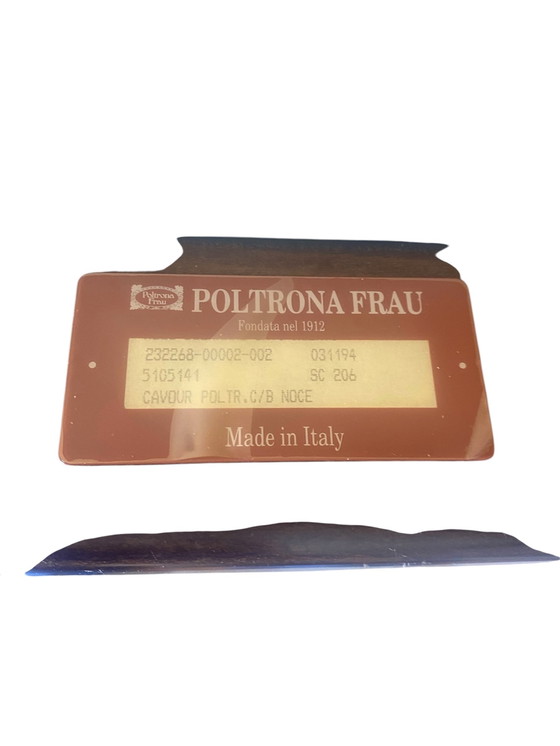 Poltrona
Frau
POLTRONA FRAU
Fondata nel 1912
232268-00002-002 031194
5105141 SC 206
CAVOUR POLTR.C/B NOCE
Made in Italy